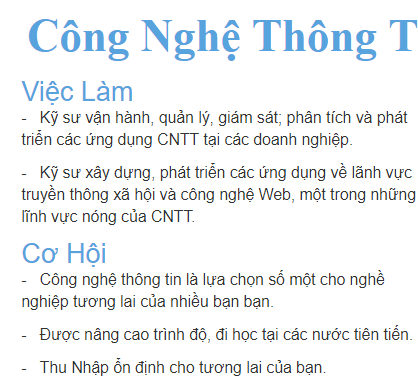 Công Nghệ Thông T
Việc Làm
- Kỹ sư vận hành, quản lý, giám sát; phân tích và phát
triển các ứng dụng CNTT tại các doanh nghiệp.
- Kỹ sư xây dựng, phát triển các ứng dụng về lãnh vực
truyền thông xã hội và công nghệ Web, một trong những
lĩnh vực nóng của CNTT.
Cơ Hội
- Công nghệ thông tin là lựa chọn số một cho nghề
nghiệp tương lai của nhiều bạn bạn.
- Được nâng cao trình độ, đi học tại các nước tiên tiến.
- Thu Nhập ổn định cho tương lai của bạn.